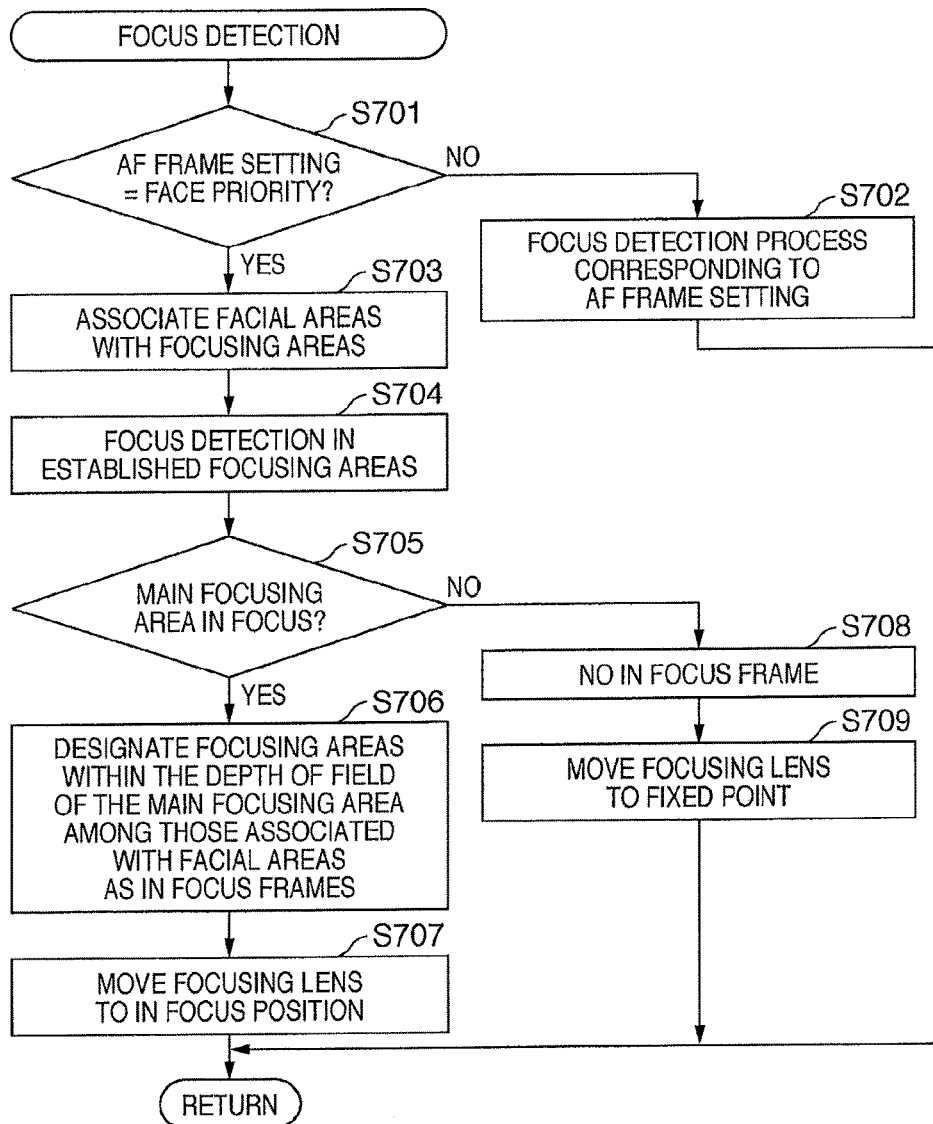 FOCUS DETECTION
S701
AF FRAME SETTING
= FACE PRIORITY?
NO
YES
S702
FOCUS DETECTION PROCESS
CORRESPONDING TO
AF FRAME SETTING
S703
ASSOCIATE FACIAL AREAS
WITH FOCUSING AREAS
S704
FOCUS DETECTION IN
ESTABLISHED FOCUSING AREAS
S705
MAIN FOCUSING
AREA IN FOCUS?
NO
YES
S708
NO IN FOCUS FRAME
S706
DESIGNATE FOCUSING AREAS
WITHIN THE DEPTH OF FIELD
OF THE MAIN FOCUSING AREA
AMONG THOSE ASSOCIATED
WITH FACIAL AREAS
AS IN FOCUS FRAMES
S709
MOVE FOCUSING LENS
TO FIXED POINT
S707
MOVE FOCUSING LENS
TO IN FOCUS POSITION
RETURN